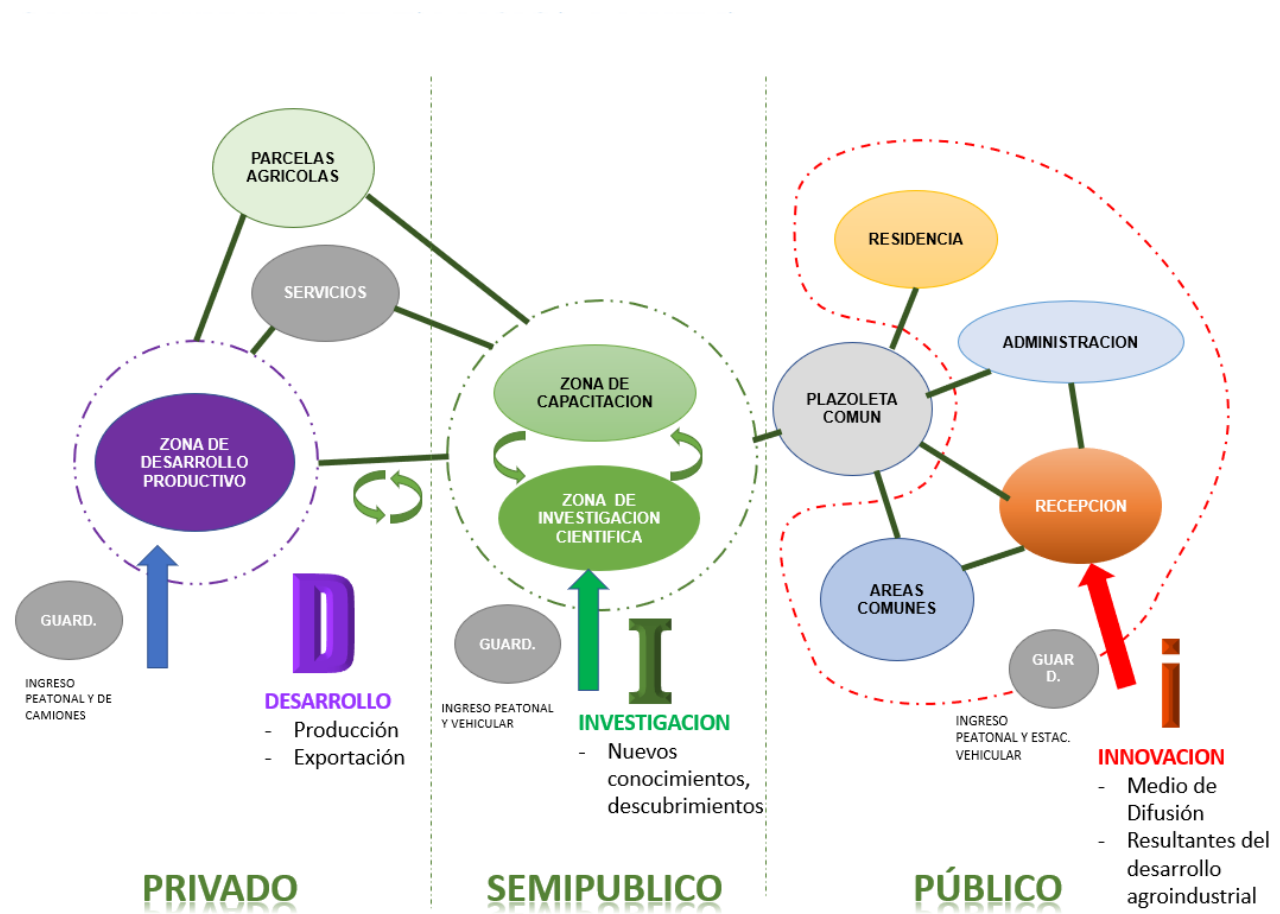 PARCELAS
AGRICOLAS
SERVICIOS
ZONA DE
DESARROLLO
PRODUCTIVO
GUARD.
INGRESO
PEATONAL Y DE
CAMIONES
D
DESARROLLO
- Producción
- Exportación
PRIVADO
ZONA DE
CAPACITACION
ZONA DE
INVESTIGACION
CIENTIFICA
GUARD.
INGRESO PEATONAL
Y VEHICULAR
I
INVESTIGACION
- Nuevos
conocimientos,
descubrimientos
SEMIPUBLICO
RESIDENCIA
ADMINISTRACION
PLAZOLETA
COMUN
RECEPCION
AREAS
COMUNES
GUAR
D.
INGRESO
PEATONAL Y ESTAC.
VEHICULAR
i
INNOVACION
- Medio de
Difusión
- Resultantes del
desarrollo
agroindustrial
PÚBLICO